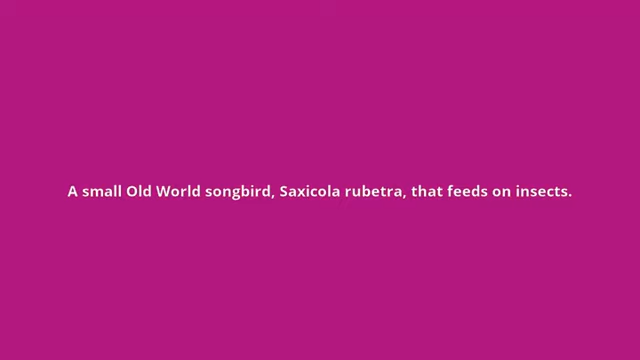 A small Old World songbird, Saxicola rubetra, that feeds on insects.